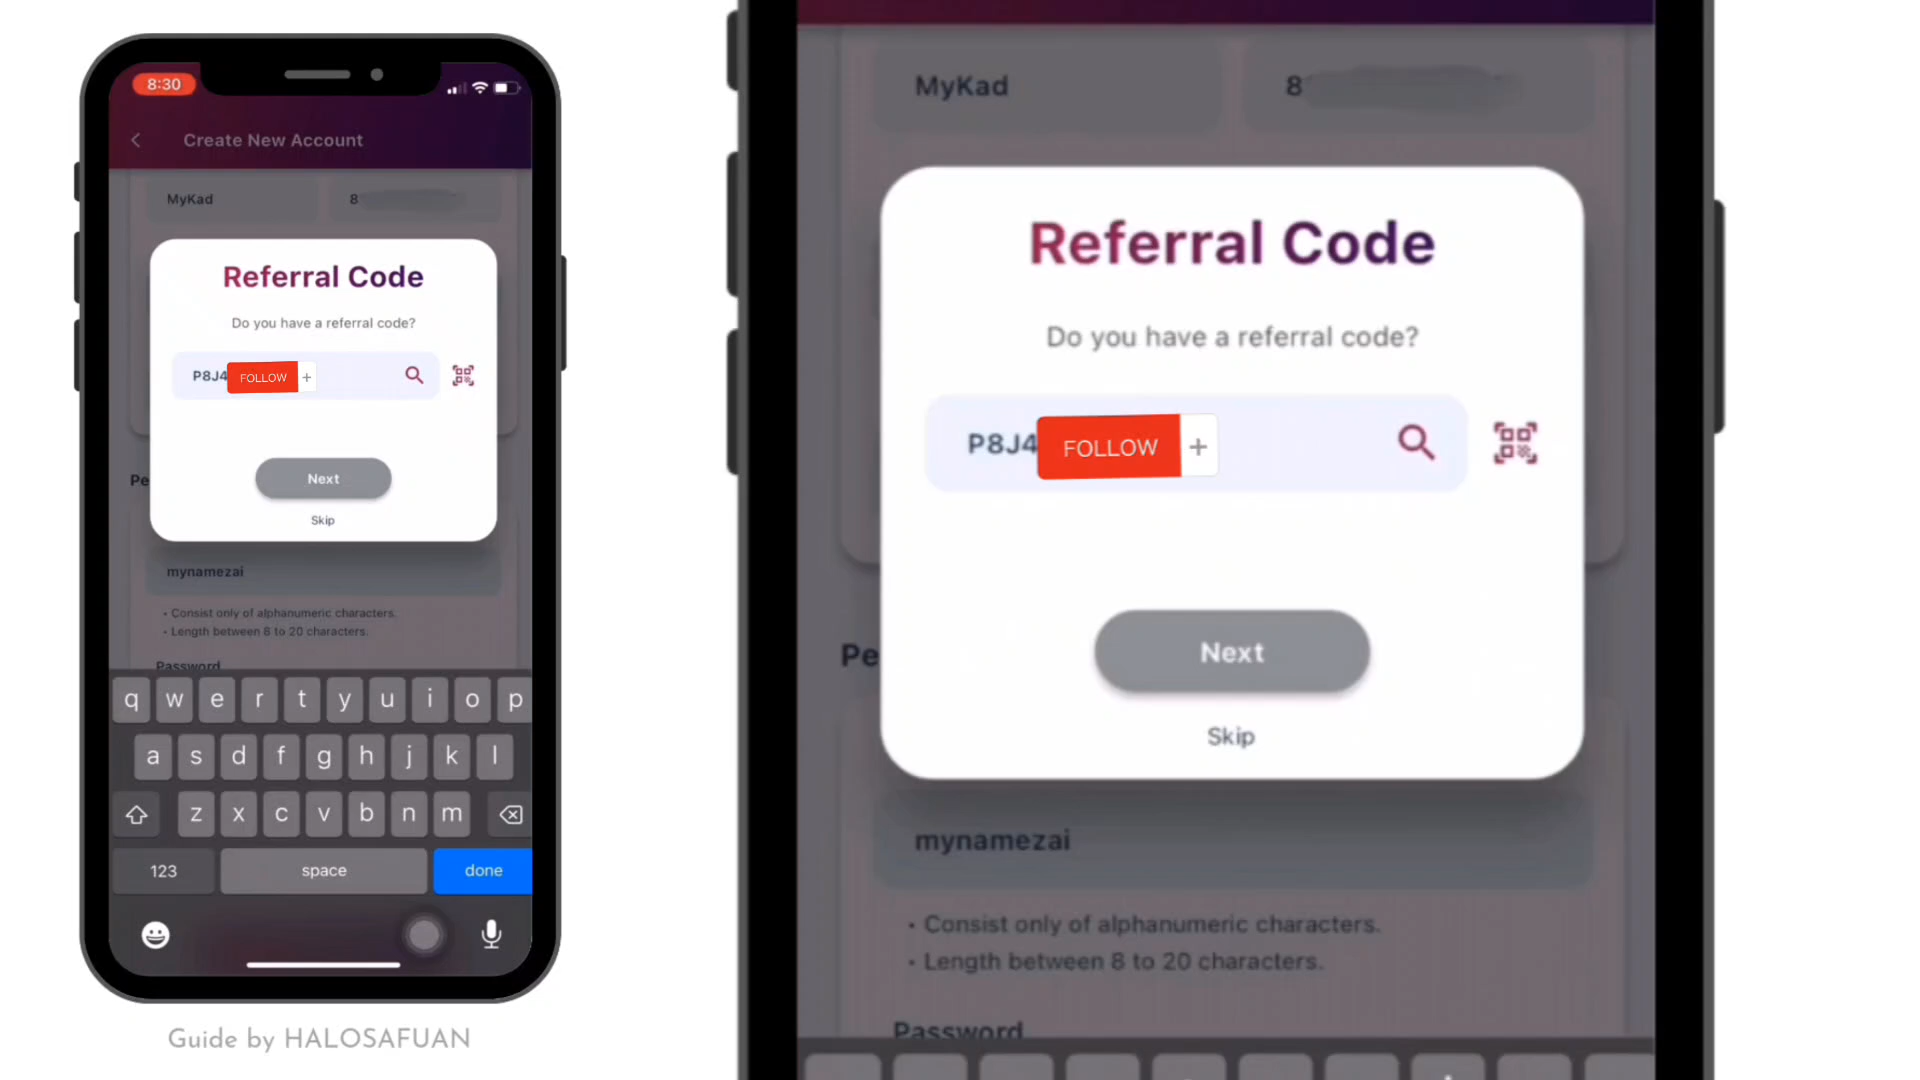 8:30
Create New Account
MyKad
8
Referral Code
Do you have a referral code?
P8J4
FOLLOW +
Next
Skip
Pe
mynamezai
• Consist only of alphanumeric characters.
• Length between 8 to 20 characters.
Password
q w e r t y u i o p
a s d f g h j k l
z x c v b n m
123 space done
Guide by HALOSAFUAN
MyKad
8
Referral Code
Do you have a referral code?
P8J4
FOLLOW +
Next
Skip
Pe
mynamezai
• Consist only of alphanumeric characters.
• Length between 8 to 20 characters.
Password